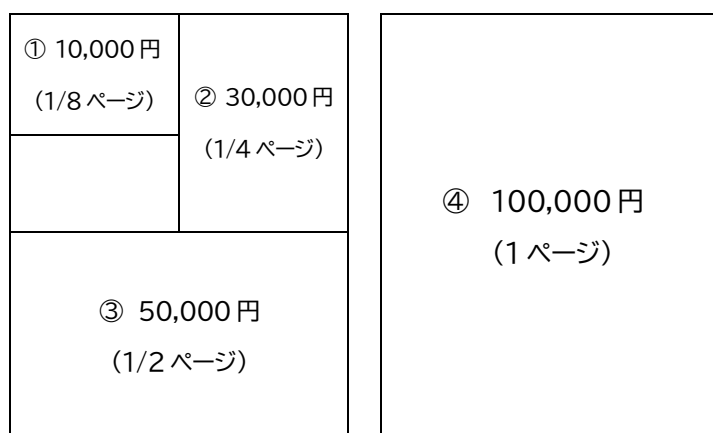 ① 10,000円
（1/8ページ）
② 30,000円
（1/4ページ）
③ 50,000円
（1/2ページ）
④ 100,000円
（1ページ）